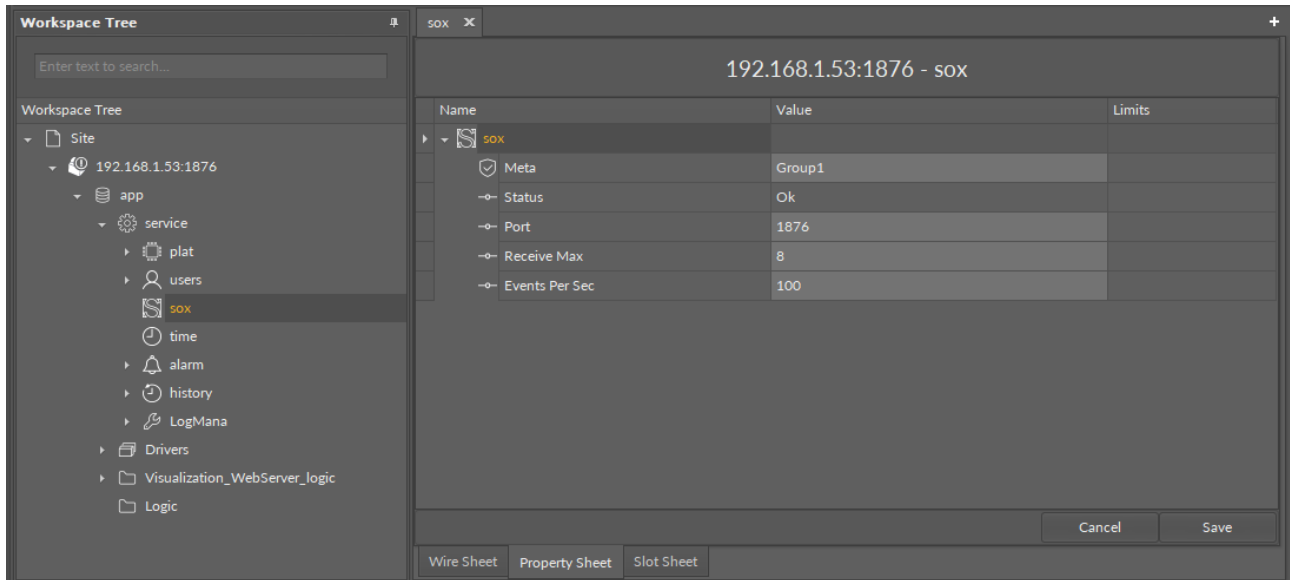 Workspace Tree
Enter text to search...
Workspace Tree
Site
192.168.1.53:1876
app
service
plat
users
sox
time
alarm
history
LogMana
Drivers
Visualization_WebServer_logic
Logic
sox
192.168.1.53:1876 - sox
Name Value Limits
sox
Meta Group1
Status Ok
Port 1876
Receive Max 8
Events Per Sec 100
Cancel Save
Wire Sheet Property Sheet Slot Sheet